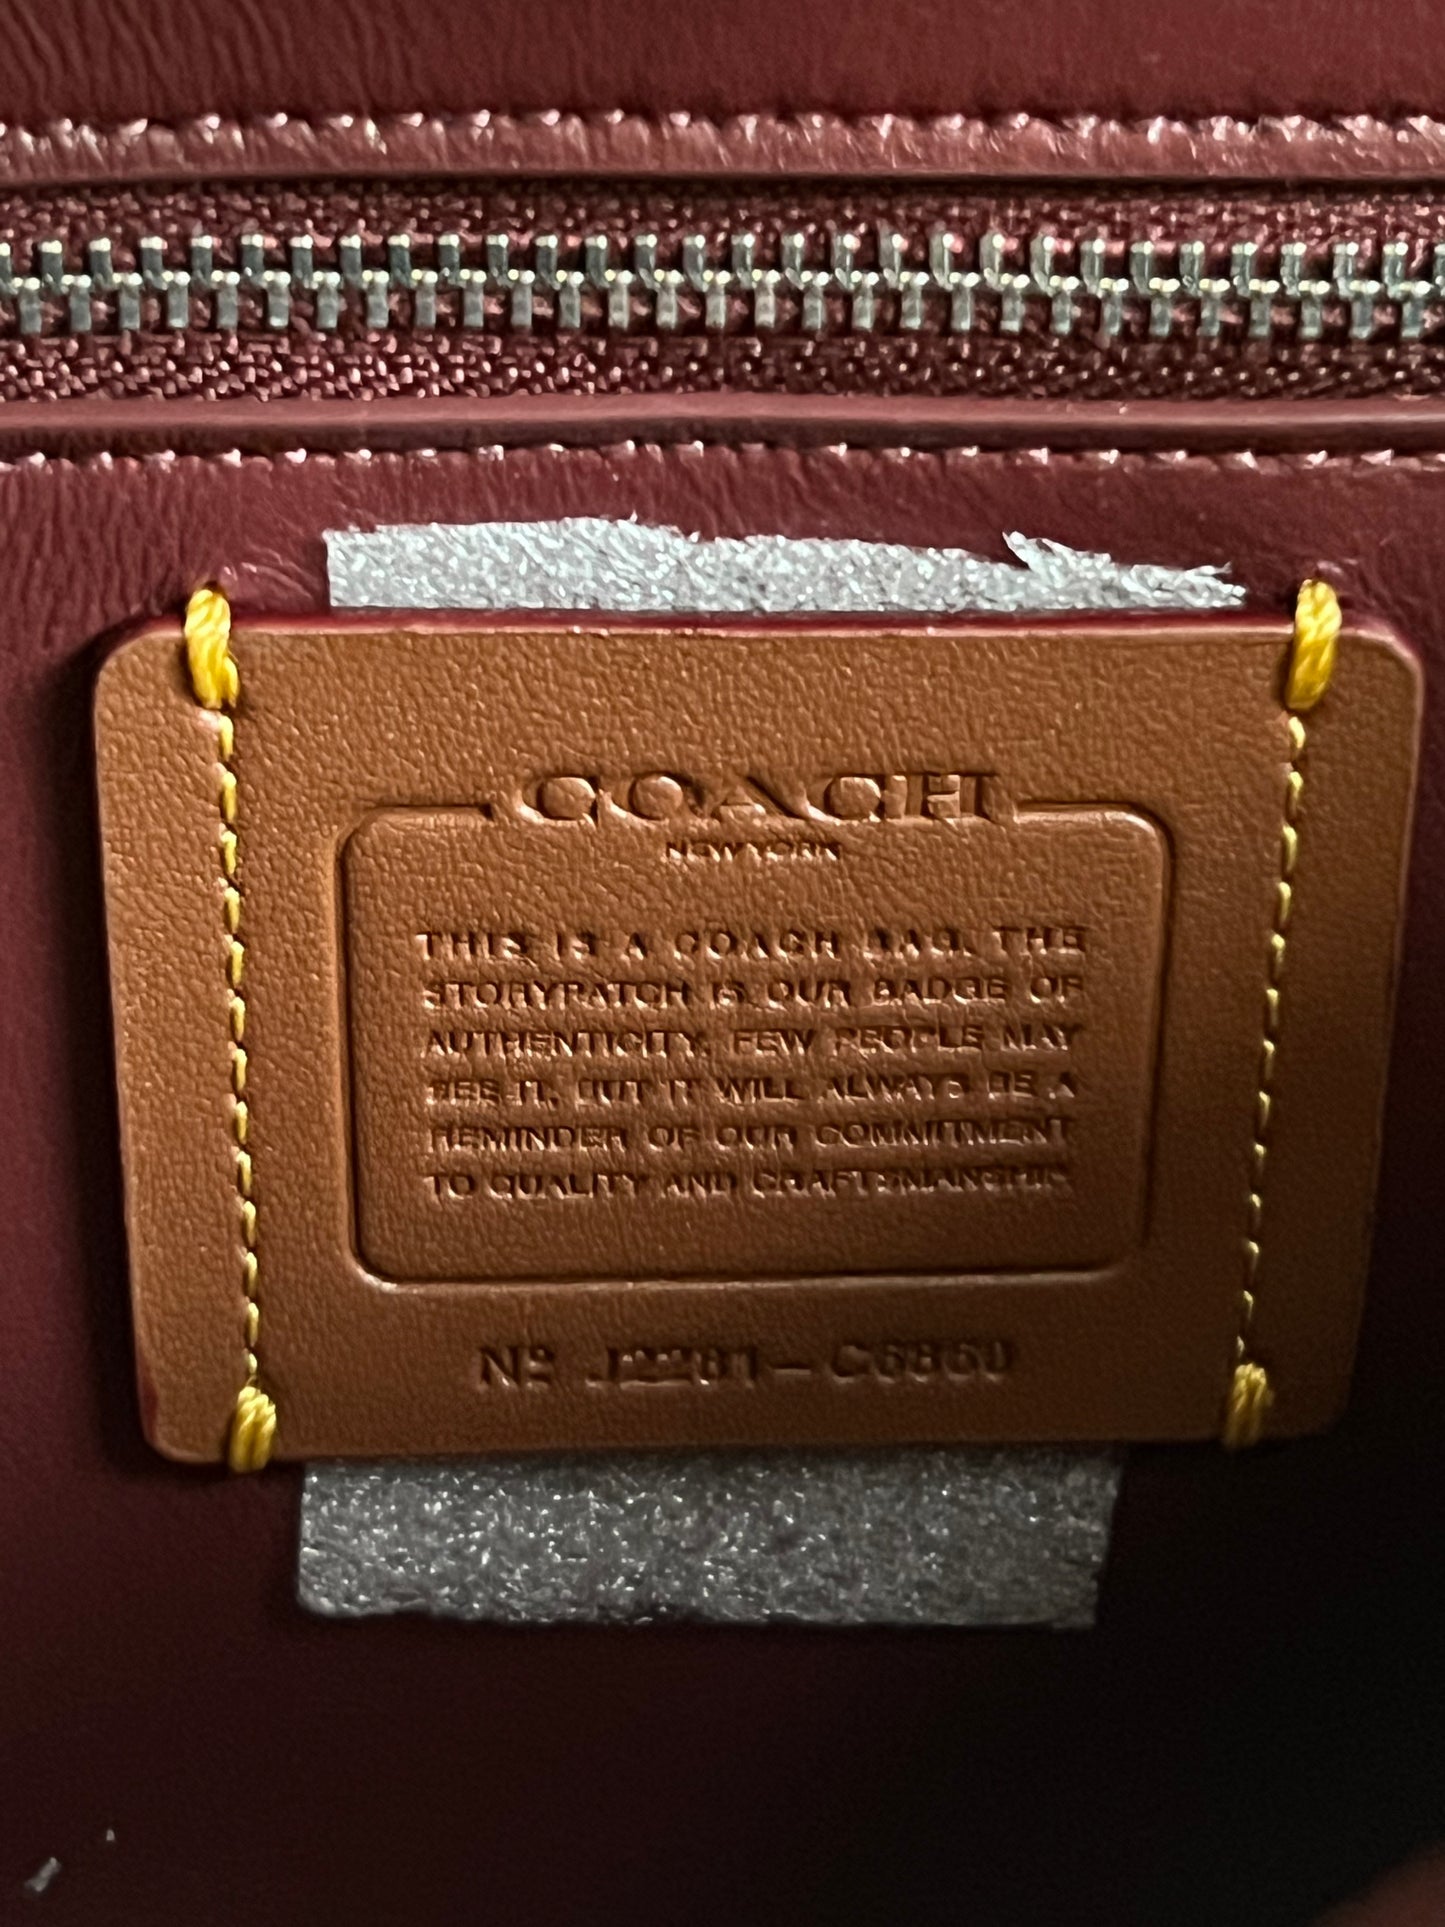 COACH
NEW YORK
THIS IS A COACH BAG. THE
STORYPATCH IS OUR BADGE OF
AUTHENTICITY. FEW PEOPLE MAY
SEE IT, BUT IT WILL ALWAYS BE A
REMINDER OF OUR COMMITMENT
TO QUALITY AND CRAFTSMANSHIP.
Nº